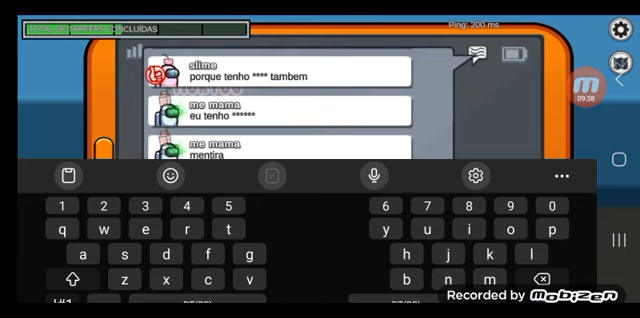 TOTAL DE TAREFAS CONCLUÍDAS
Ping: 200 ms
slime
porque tenho **** tambem
me mama
eu tenho ******
me mama
mentira
09:38
1 2 3 4 5 6 7 8 9 0
q w e r t y u i o p
a s d f g h j k l
z x c v b n m
!#1
Recorded by mobizen